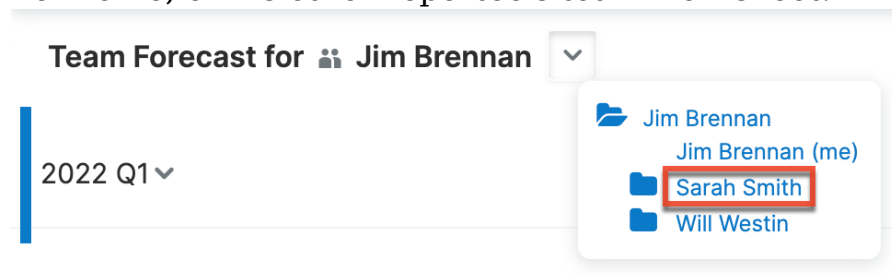 Team Forecast for Jim Brennan
Jim Brennan
Jim Brennan (me)
2022 Q1
Sarah Smith
Will Westin